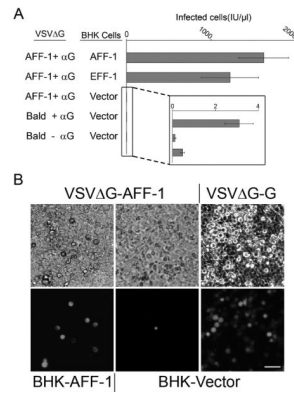 A
VSVΔG BHK Cells Infected cells(IU/μl)
0 1000 2000
AFF-1+ αG AFF-1
AFF-1+ αG EFF-1
AFF-1+ αG Vector
Bald + αG Vector
Bald - αG Vector
0 2 4
B
VSVΔG-AFF-1 VSVΔG-G
BHK-AFF-1 BHK-Vector